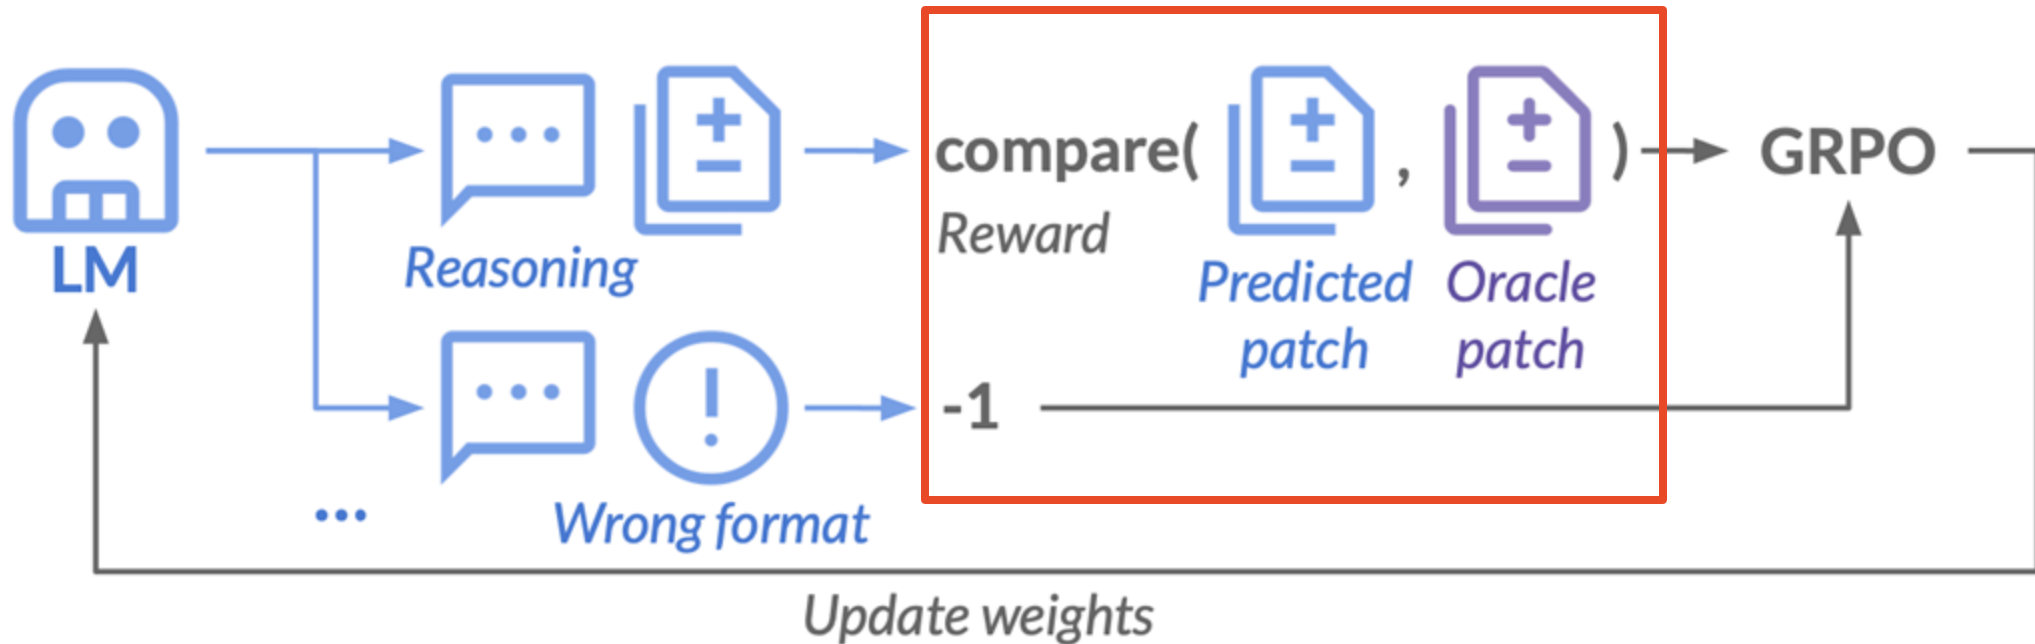 LM
Reasoning
compare( , )
Reward
Predicted
patch
Oracle
patch
GRPO
-1
...
Wrong format
Update weights